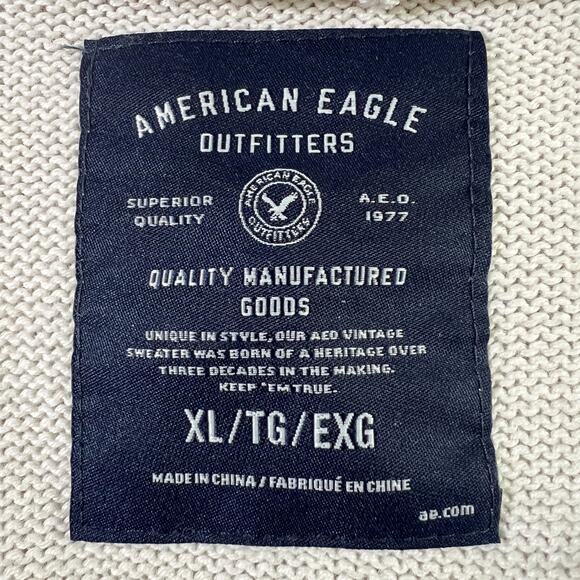 AMERICAN EAGLE
OUTFITTERS
SUPERIOR
QUALITY
AMERICAN EAGLE
OUTFITTERS
A.E.O.
1977
QUALITY MANUFACTURED
GOODS
UNIQUE IN STYLE, OUR AEO VINTAGE
SWEATER WAS BORN OF A HERITAGE OVER
THREE DECADES IN THE MAKING.
KEEP 'EM TRUE.
XL/TG/EXG
MADE IN CHINA / FABRIQUÉ EN CHINE
ae.com